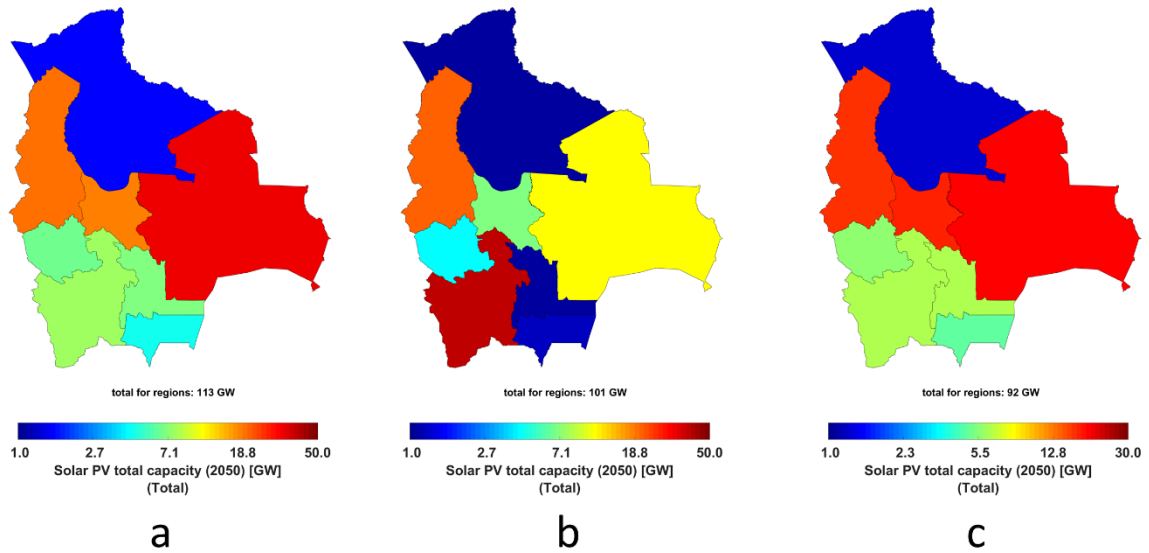 total for regions: 113 GW
1.0 2.7 7.1 18.8 50.0
Solar PV total capacity (2050) [GW]
(Total)
a
total for regions: 101 GW
1.0 2.7 7.1 18.8 50.0
Solar PV total capacity (2050) [GW]
(Total)
b
total for regions: 92 GW
1.0 2.3 5.5 12.8 30.0
Solar PV total capacity (2050) [GW]
(Total)
c